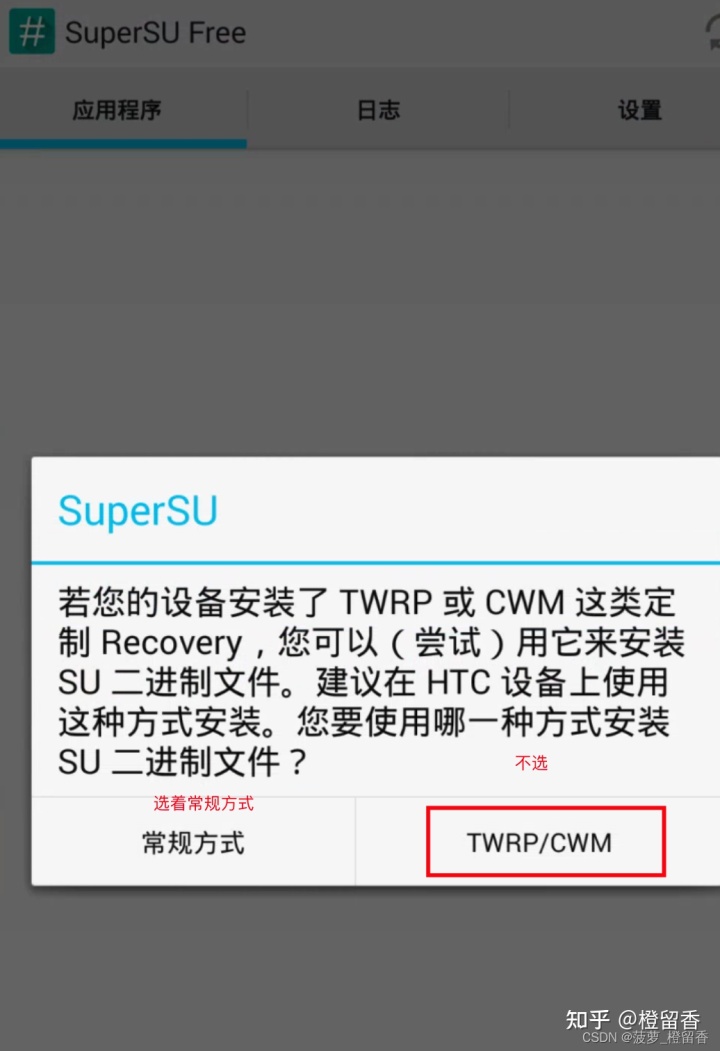 SuperSU Free
应用程序
日志
设置
SuperSU
若您的设备安装了 TWRP 或 CWM 这类定
制 Recovery，您可以（尝试）用它来安装
SU 二进制文件。建议在 HTC 设备上使用
这种方式安装。您要使用哪一种方式安装
SU 二进制文件？
不选
选着常规方式
常规方式
TWRP/CWM
知乎 @橙留香
CSDN @菠萝_橙留香